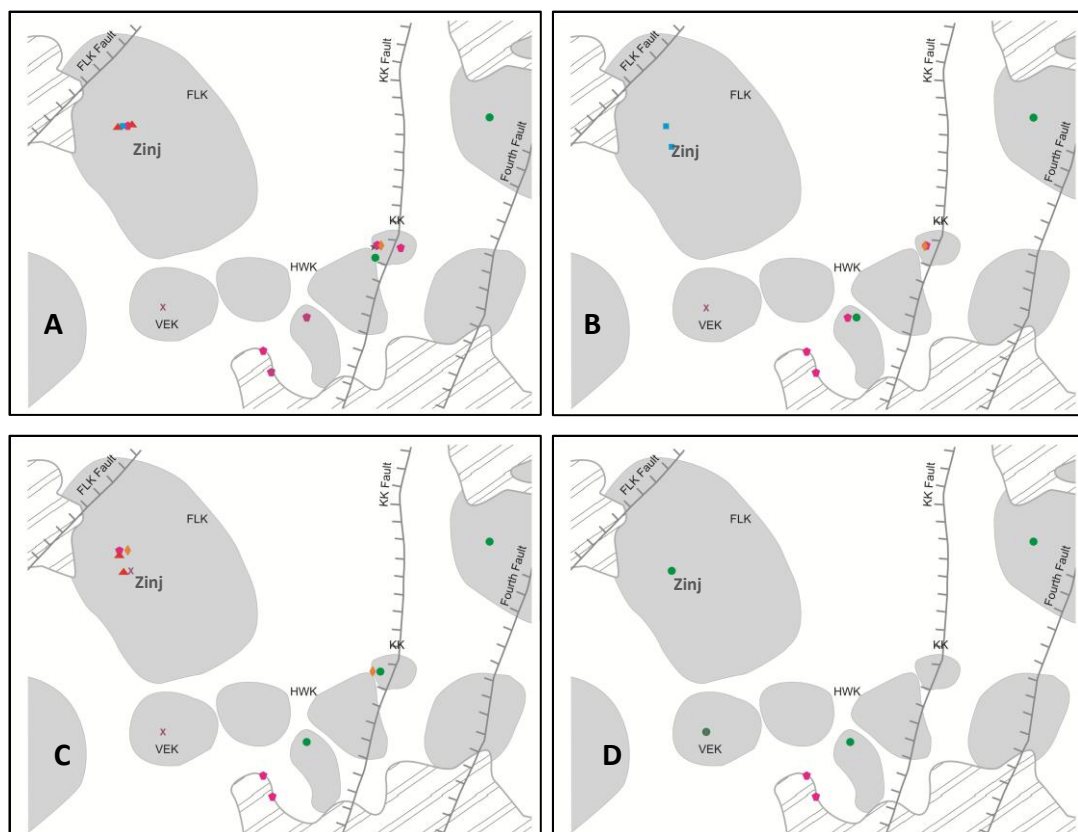 FLK Fault
FLK
Zinj
KK Fault
Fourth Fault
KK
HWK
VEK
x
x
A
FLK Fault
FLK
Zinj
KK Fault
Fourth Fault
KK
HWK
VEK
x
B
FLK Fault
FLK
Zinj
x
KK Fault
Fourth Fault
KK
HWK
VEK
x
C
FLK Fault
FLK
Zinj
KK Fault
Fourth Fault
KK
HWK
VEK
D